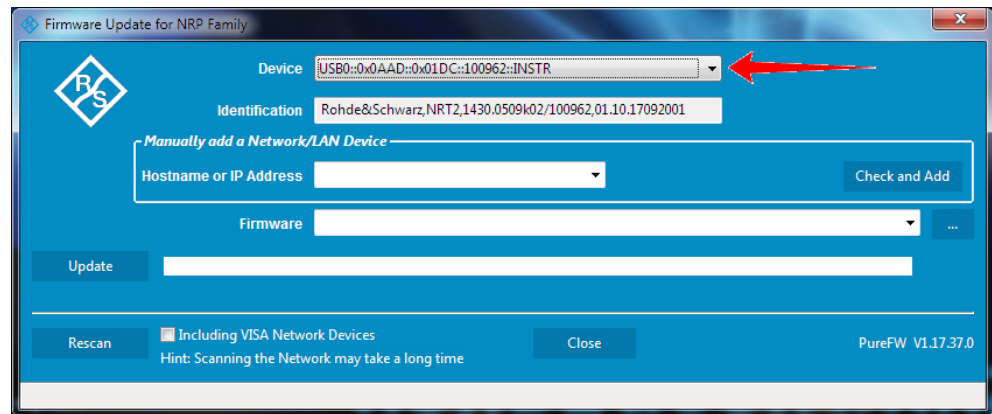 Firmware Update for NRP Family
Device
USB0::0x0AAD::0x01DC::100962::INSTR
R S
Identification
Rohde&Schwarz,NRT2,1430.0509k02/100962,01.10.17092001
Manually add a Network/LAN Device
Hostname or IP Address
Check and Add
Firmware
...
Update
Rescan
Including VISA Network Devices
Hint: Scanning the Network may take a long time
Close
PureFW V1.17.37.0